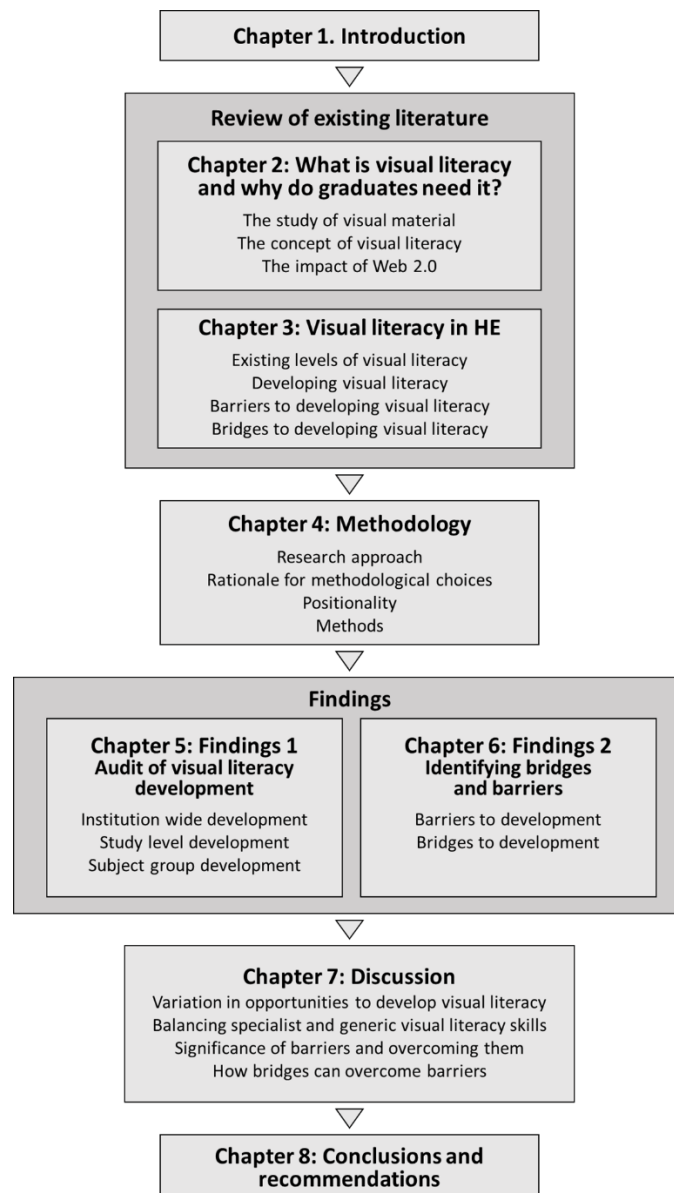 Chapter 1. Introduction
Review of existing literature
Chapter 2: What is visual literacy
and why do graduates need it?
The study of visual material
The concept of visual literacy
The impact of Web 2.0
Chapter 3: Visual literacy in HE
Existing levels of visual literacy
Developing visual literacy
Barriers to developing visual literacy
Bridges to developing visual literacy
Chapter 4: Methodology
Research approach
Rationale for methodological choices
Positionality
Methods
Findings
Chapter 5: Findings 1
Audit of visual literacy
development
Institution wide development
Study level development
Subject group development
Chapter 6: Findings 2
Identifying bridges
and barriers
Barriers to development
Bridges to development
Chapter 7: Discussion
Variation in opportunities to develop visual literacy
Balancing specialist and generic visual literacy skills
Significance of barriers and overcoming them
How bridges can overcome barriers
Chapter 8: Conclusions and
recommendations